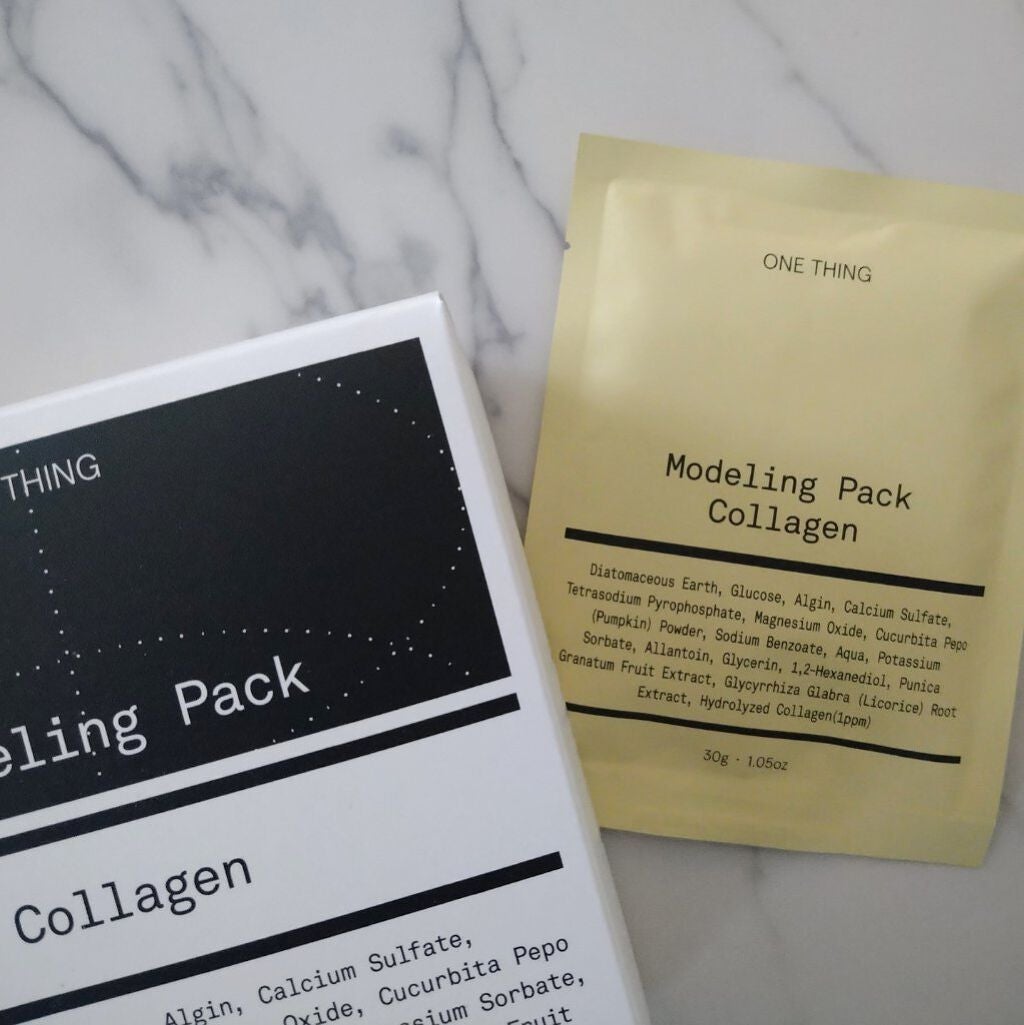 THING
eling Pack
Collagen
Algin, Calcium Sulfate,
Oxide, Cucurbita Pepo
Sorbate,
Fruit
ONE THING
Modeling Pack
Collagen
Diatomaceous Earth, Glucose, Algin, Calcium Sulfate,
Tetrasodium Pyrophosphate, Magnesium Oxide, Cucurbita Pepo
(Pumpkin) Powder, Sodium Benzoate, Aqua, Potassium
Sorbate, Allantoin, Glycerin, 1,2-Hexanediol, Punica
Granatum Fruit Extract, Glycyrrhiza Glabra (Licorice) Root
Extract, Hydrolyzed Collagen(1ppm)
30g · 1.05oz